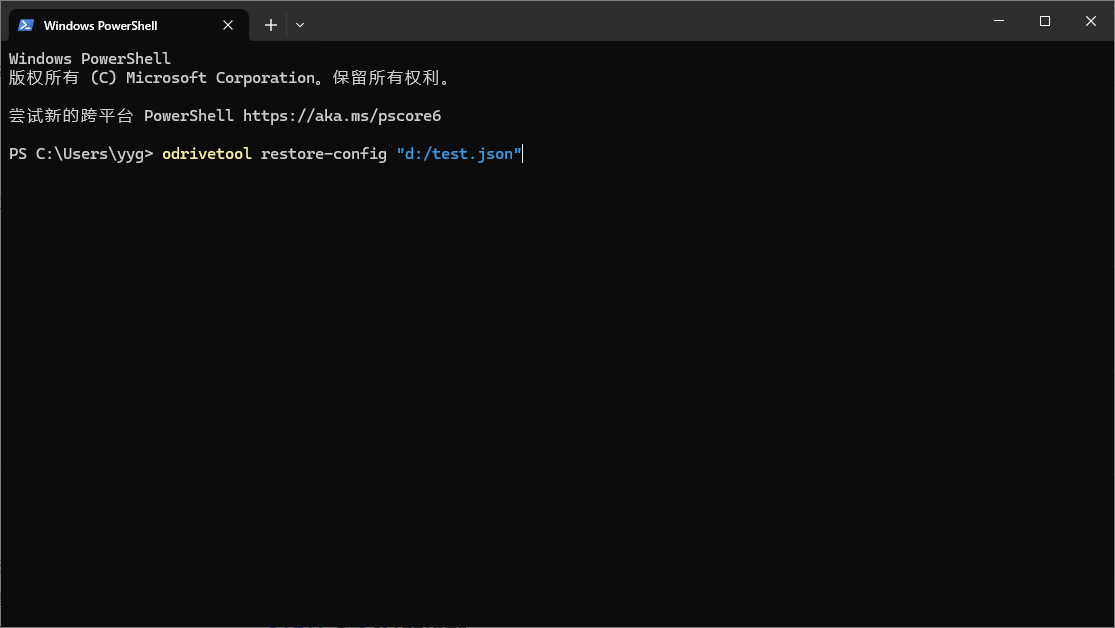 Windows PowerShell
Windows PowerShell
版权所有 (C) Microsoft Corporation。保留所有权利。
尝试新的跨平台 PowerShell https://aka.ms/pscore6
PS C:\Users\yyg> odrivetool restore-config "d:/test.json"